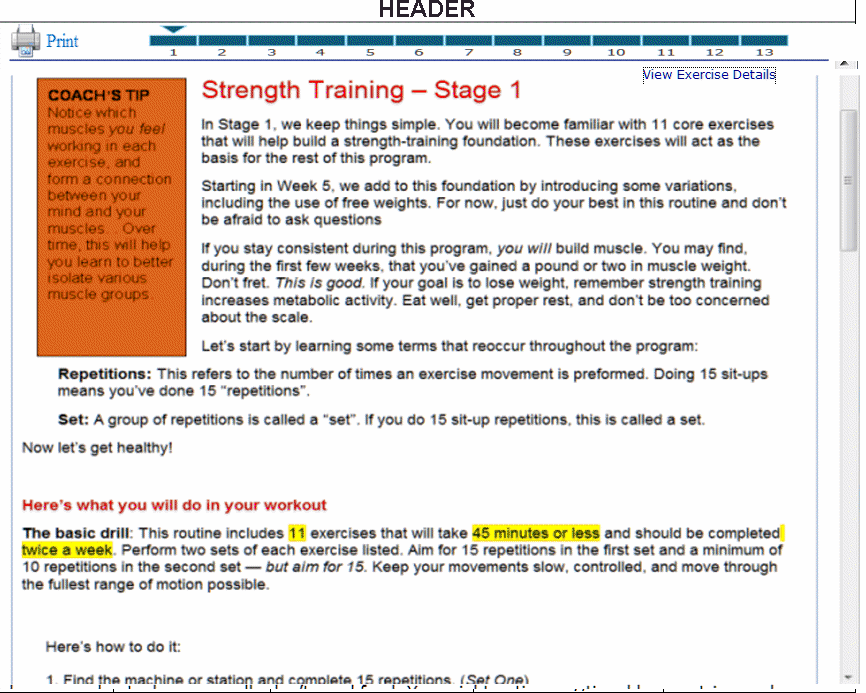 HEADER
Print
1 2 3 4 5 6 7 8 9 10 11 12 13
View Exercise Details
COACH'S TIP
Notice which
muscles you feel
working in each
exercise, and
form a connection
between your
mind and your
muscles. Over
time, this will help
you learn to better
isolate various
muscle groups.
Strength Training – Stage 1
In Stage 1, we keep things simple. You will become familiar with 11 core exercises
that will help build a strength-training foundation. These exercises will act as the
basis for the rest of this program.
Starting in Week 5, we add to this foundation by introducing some variations,
including the use of free weights. For now, just do your best in this routine and don't
be afraid to ask questions
If you stay consistent during this program, you will build muscle. You may find,
during the first few weeks, that you've gained a pound or two in muscle weight.
Don't fret. This is good. If your goal is to lose weight, remember strength training
increases metabolic activity. Eat well, get proper rest, and don't be too concerned
about the scale.
Let's start by learning some terms that reoccur throughout the program:
Repetitions: This refers to the number of times an exercise movement is preformed. Doing 15 sit-ups
means you've done 15 "repetitions".
Set: A group of repetitions is called a "set". If you do 15 sit-up repetitions, this is called a set.
Now let's get healthy!
Here's what you will do in your workout
The basic drill: This routine includes 11 exercises that will take 45 minutes or less and should be completed
twice a week. Perform two sets of each exercise listed. Aim for 15 repetitions in the first set and a minimum of
10 repetitions in the second set — but aim for 15. Keep your movements slow, controlled, and move through
the fullest range of motion possible.
Here's how to do it:
1. Find the machine or station and complete 15 repetitions. (Set One)